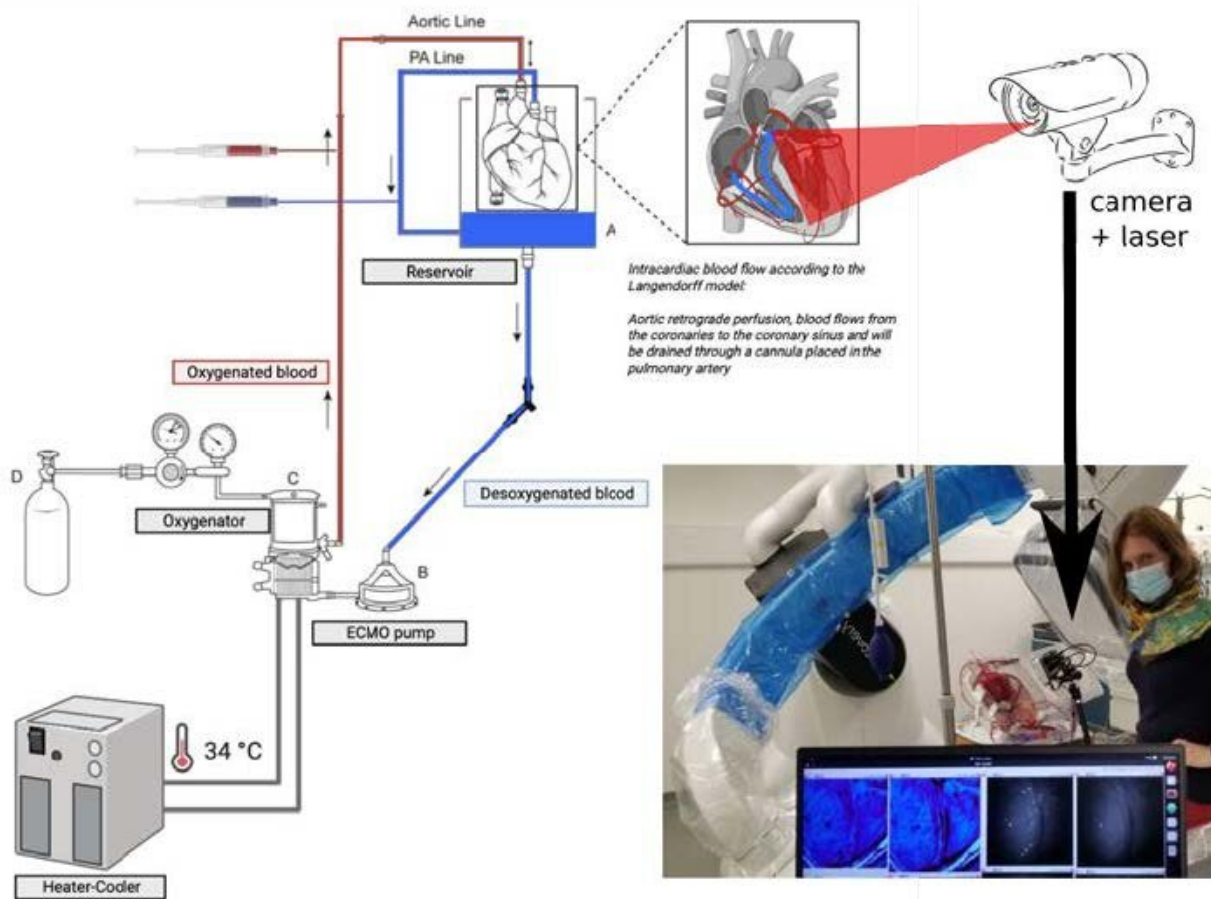 Aortic Line
PA Line
A
Reservoir
camera
+ laser
Intracardiac blood flow according to the
Langendorff model:
Aortic retrograde perfusion, blood flows from
the coronaries to the coronary sinus and will
be drained through a cannula placed in the
pulmonary artery
Oxygenated blood
D
C
Oxygenator
Desoxygenated blood
B
ECMO pump
34 °C
Heater-Cooler